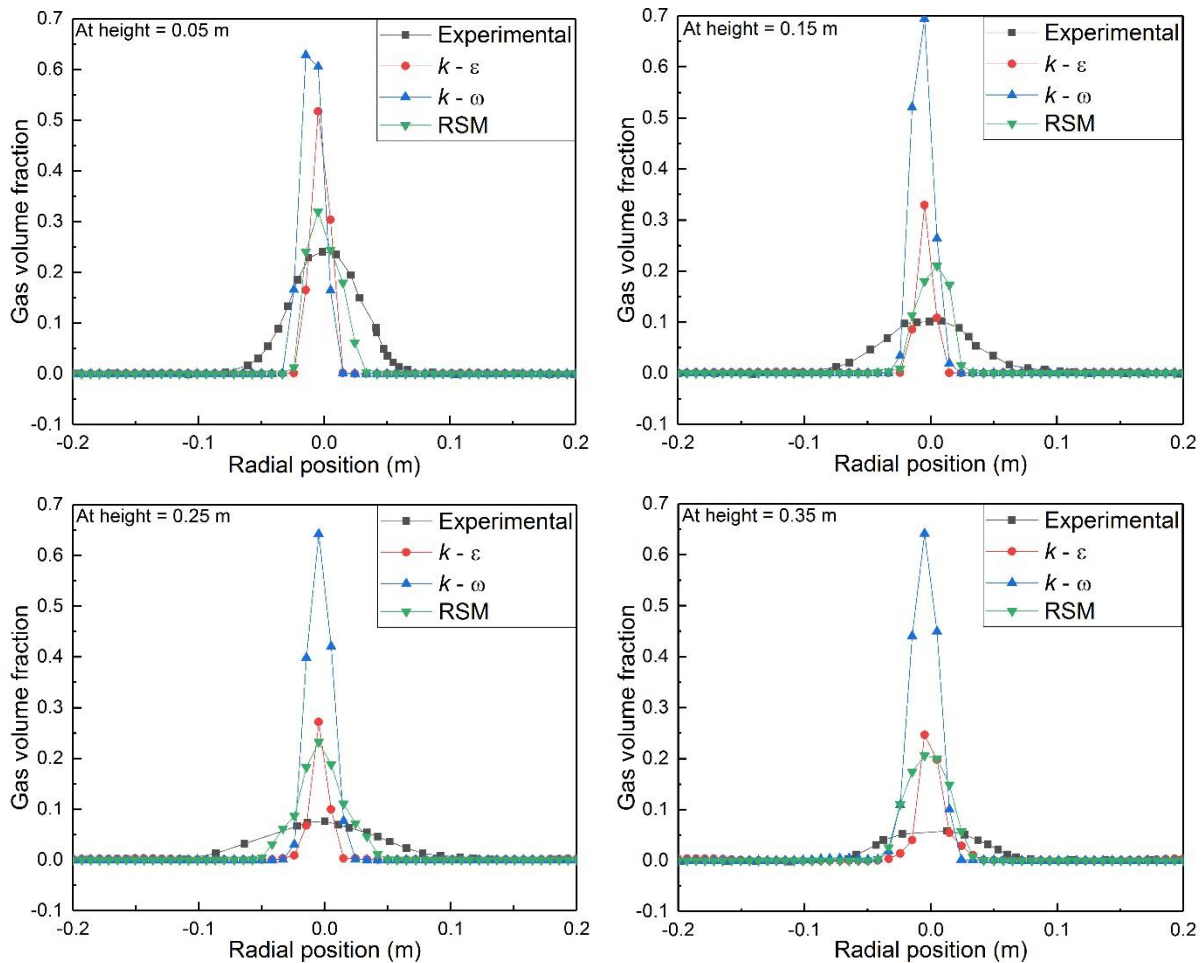 At height = 0.05 m
Experimental
k - ε
k - ω
RSM
Gas volume fraction
0.7
0.6
0.5
0.4
0.3
0.2
0.1
0.0
-0.1
-0.2 -0.1 0.0 0.1 0.2
Radial position (m)
At height = 0.15 m
Experimental
k - ε
k - ω
RSM
Gas volume fraction
0.7
0.6
0.5
0.4
0.3
0.2
0.1
0.0
-0.1
-0.2 -0.1 0.0 0.1 0.2
Radial position (m)
At height = 0.25 m
Experimental
k - ε
k - ω
RSM
Gas volume fraction
0.7
0.6
0.5
0.4
0.3
0.2
0.1
0.0
-0.1
-0.2 -0.1 0.0 0.1 0.2
Radial position (m)
At height = 0.35 m
Experimental
k - ε
k - ω
RSM
Gas volume fraction
0.7
0.6
0.5
0.4
0.3
0.2
0.1
0.0
-0.1
-0.2 -0.1 0.0 0.1 0.2
Radial position (m)